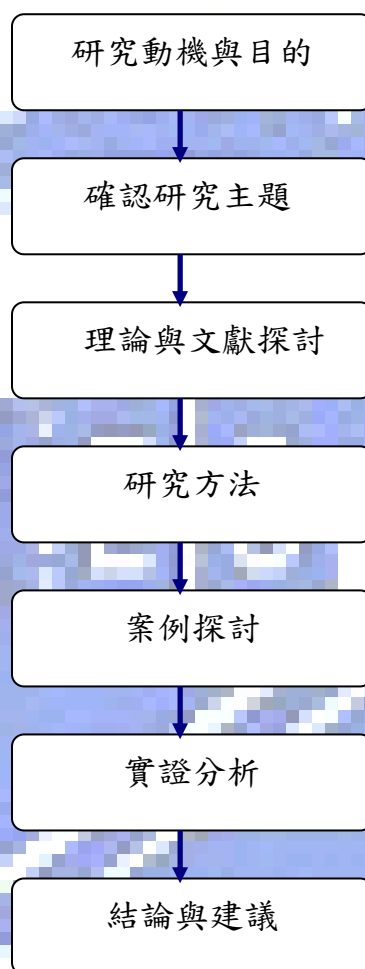 研究動機與目的
確認研究主題
理論與文獻探討
研究方法
案例探討
實證分析
結論與建議